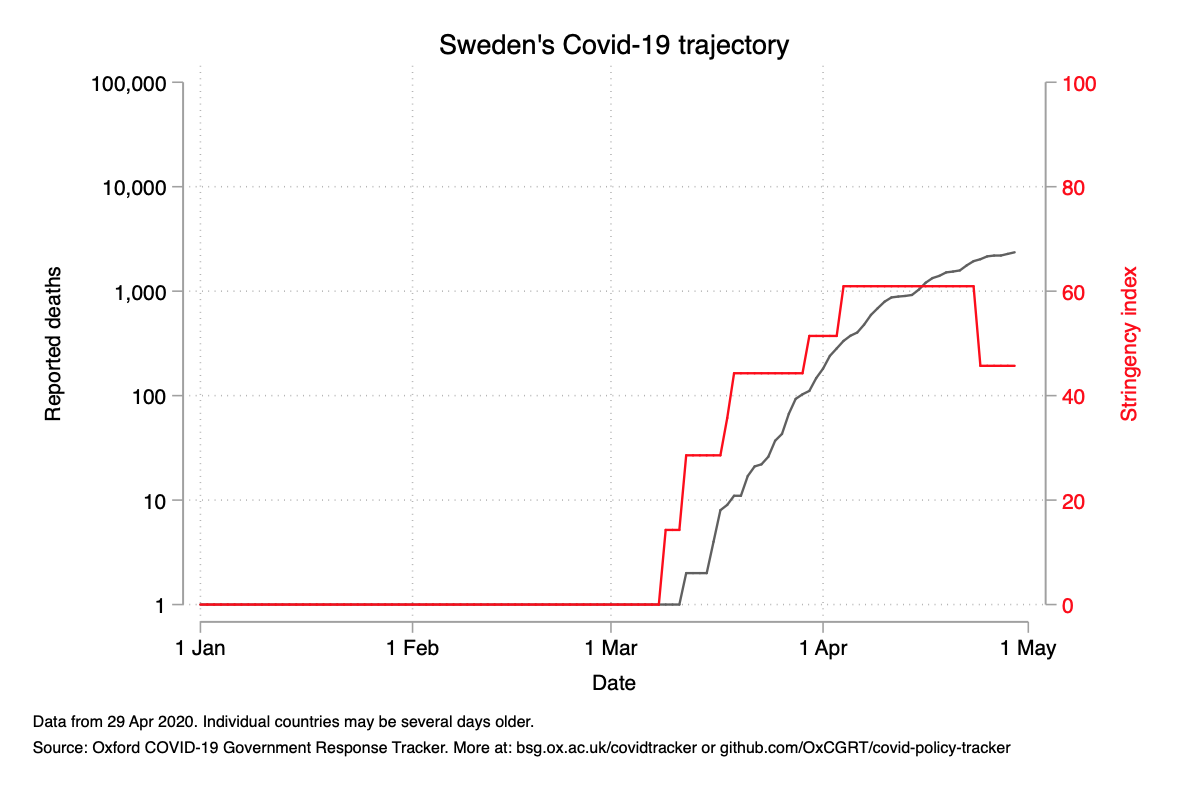 Sweden's Covid-19 trajectory
100,000
10,000
1,000
100
10
1
Reported deaths
100
80
60
40
20
0
Stringency index
1 Jan
1 Feb
1 Mar
1 Apr
1 May
Date
Data from 29 Apr 2020. Individual countries may be several days older.
Source: Oxford COVID-19 Government Response Tracker. More at: bsg.ox.ac.uk/covidtracker or github.com/OxCGRT/covid-policy-tracker